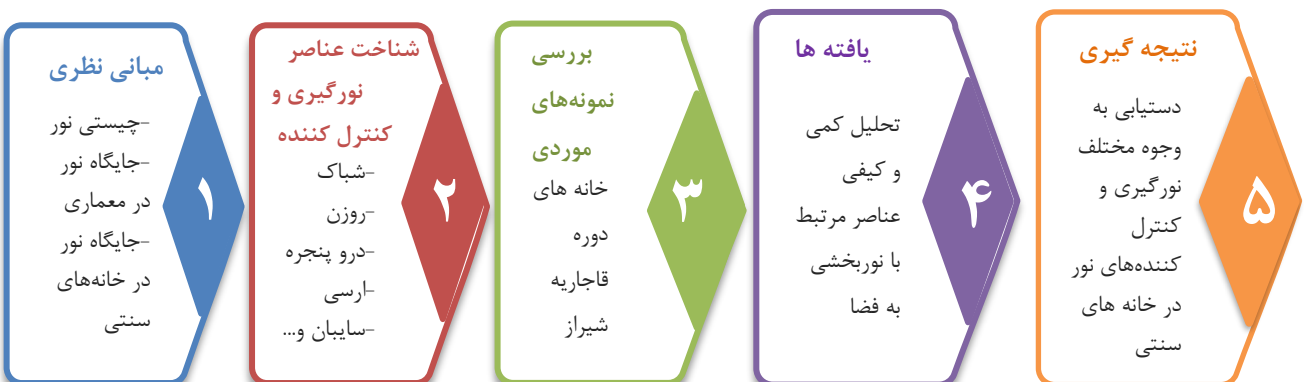 مبانی نظری
-چیستی نور
-جایگاه نور
در معماری
-جایگاه نور
در خانه‌های
سنتی
۱
شناخت عناصر
نورگیری و
کنترل کننده
-شباک
-روزن
-درو پنجره
-ارسی
-سایبان و...
۲
بررسی
نمونه‌های
موردی
خانه های
دوره
قاجاریه
شیراز
۳
یافته ها
تحلیل کمی
و کیفی
عناصر مرتبط
با نوربخشی
به فضا
۴
نتیجه گیری
دستیابی به
وجوه مختلف
نورگیری و
کنترل
کننده‌های نور
در خانه های
سنتی
۵